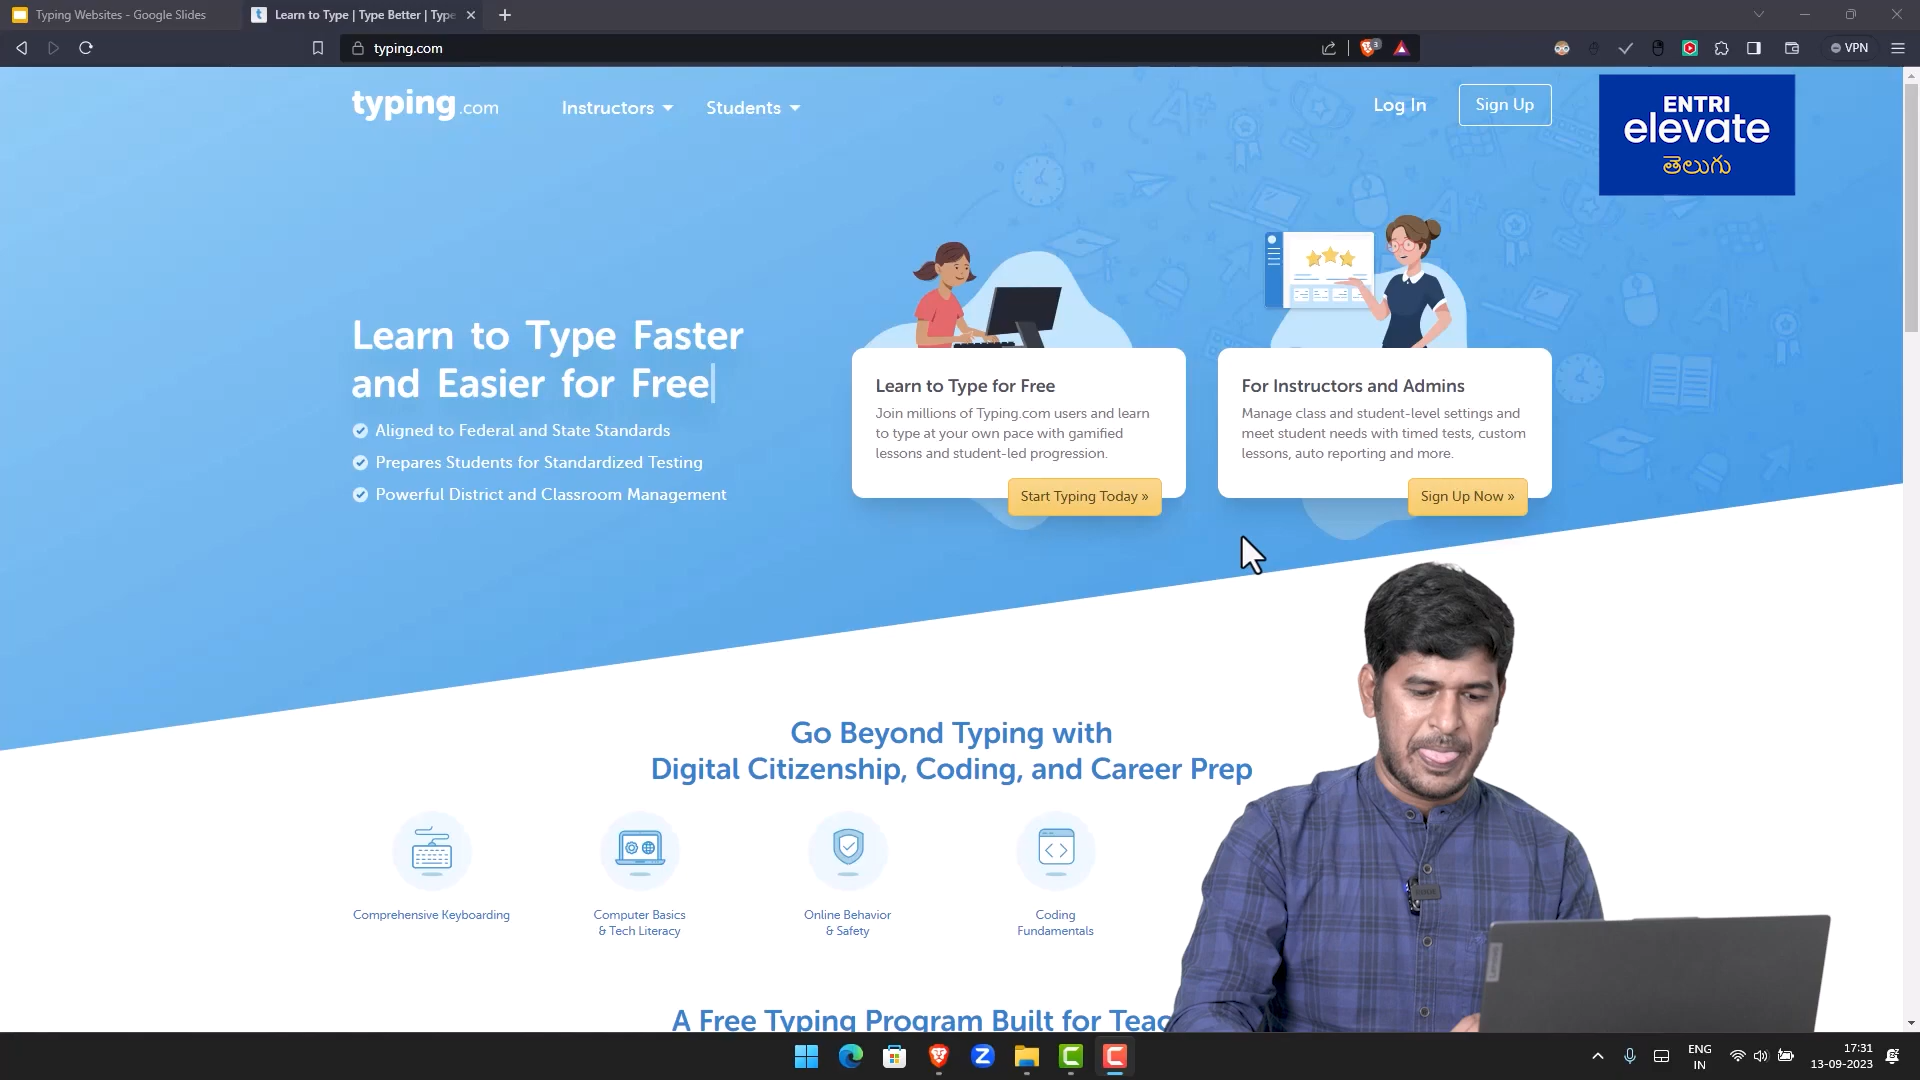 Typing Websites - Google Slides
Learn to Type | Type Better | Type
typing.com
3
VPN
typing.com
Instructors
Students
Log In
Sign Up
ENTRI
elevate
తెలుగు
Learn to Type Faster
and Easier for Free
Aligned to Federal and State Standards
Prepares Students for Standardized Testing
Powerful District and Classroom Management
Learn to Type for Free
Join millions of Typing.com users and learn
to type at your own pace with gamified
lessons and student-led progression.
Start Typing Today »
For Instructors and Admins
Manage class and student-level settings and
meet student needs with timed tests, custom
lessons, auto reporting and more.
Sign Up Now »
Go Beyond Typing with
Digital Citizenship, Coding, and Career Prep
Comprehensive Keyboarding
Computer Basics
& Tech Literacy
Online Behavior
& Safety
Coding
Fundamentals
A Free Typing Program Built for Teac
ENG
IN
17:31
13-09-2023